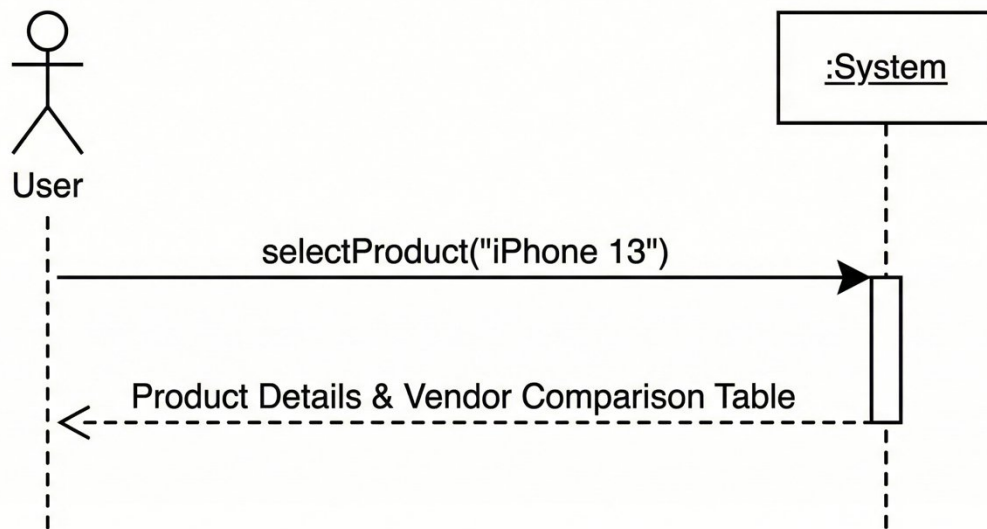 :System
User
selectProduct("iPhone 13")
Product Details & Vendor Comparison Table